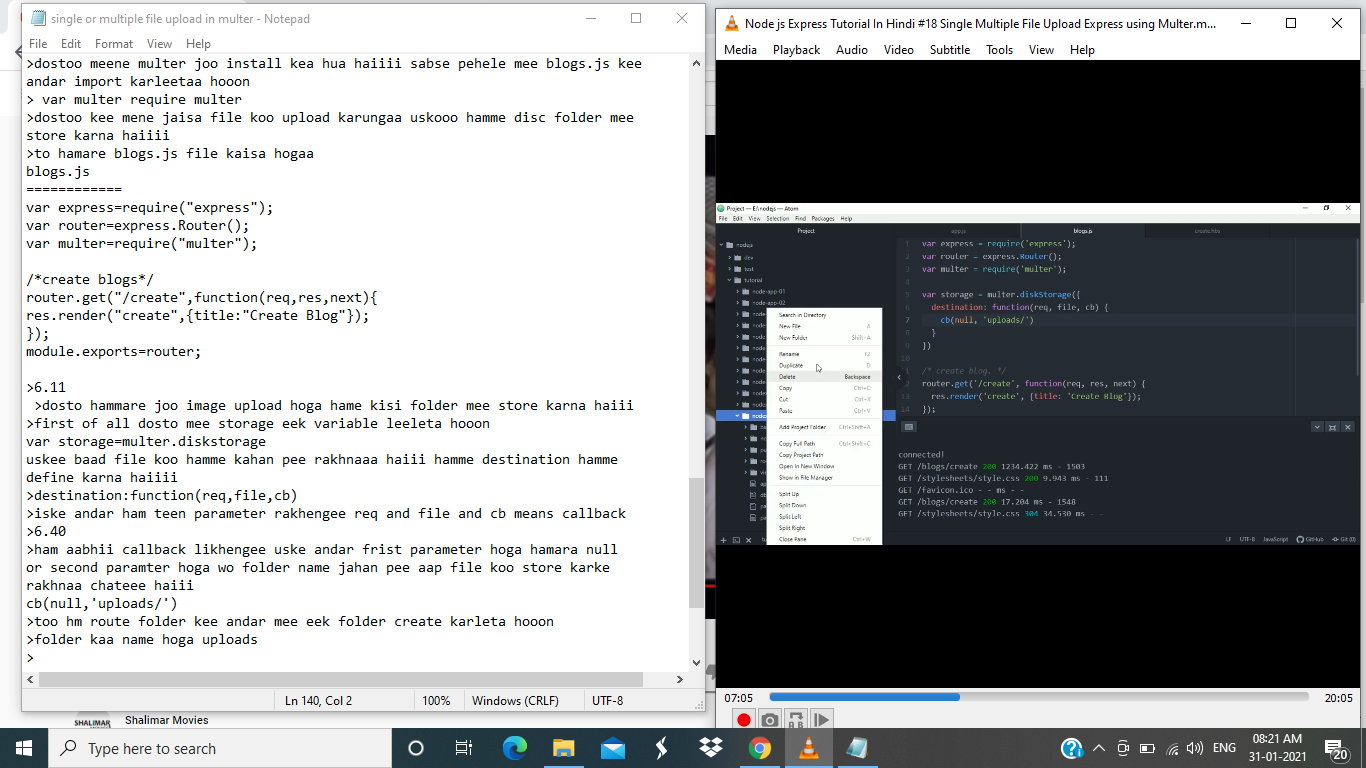 single or multiple file upload in multer - Notepad
File Edit Format View Help
>dostoo meene multer joo install kea hua haiiii sabse pehele mee blogs.js kee
andar import karleetaa hooon
> var multer require multer
>dostoo kee mene jaisa file koo upload karungaa uskooo hamme disc folder mee
store karna haiiii
>to hamare blogs.js file kaisa hogaa
blogs.js
============
var express=require("express");
var router=express.Router();
var multer=require("multer");
/*create blogs*/
router.get("/create",function(req,res,next){
res.render("create",{title:"Create Blog"});
});
module.exports=router;
>6.11
>dosto hammare joo image upload hoga hame kisi folder mee store karna haiii
>first of all dosto mee storage eek variable leeleta hooon
var storage=multer.diskstorage
uskee baad file koo hamme kahan pee rakhnaaa haiii hamme destination hamme
define karna haiiii
>destination:function(req,file,cb)
>iske andar ham teen parameter rakhengee req and file and cb means callback
>6.40
>ham aabhii callback likhengee uske andar frist parameter hoga hamara null
or second paramter hoga wo folder name jahan pee aap file koo store karke
rakhnaa chateee haiii
cb(null,'uploads/')
>too hm route folder kee andar mee eek folder create karleta hooon
>folder kaa name hoga uploads
>
Ln 140, Col 2 100% Windows (CRLF) UTF-8
SHALIMAR
Shalimar Movies
Node js Express Tutorial In Hindi #18 Single Multiple File Upload Express using Multer.m...
Media Playback Audio Video Subtitle Tools View Help
Project — E:\nodejs — Atom
File Edit View Selection Find Packages Help
Project
app.js blogs.js create.hbs
nodejs
dev
test
tutorial
node-app-01
node-app-02
Search in Directory
New File A
New Folder Shift+A
Rename F2
Duplicate D
Delete Backspace
Copy Ctrl+C
Cut Ctrl+X
Paste Ctrl+V
Add Project Folder Ctrl+Shift+A
Copy Full Path Ctrl+Shift+C
Copy Project Path
Open In New Window
Show in File Manager
Split Up
Split Down
Split Left
Split Right
Close Pane Ctrl+W
1 var express = require('express');
2 var router = express.Router();
3 var multer = require('multer');
4
5 var storage = multer.diskStorage({
6 destination: function(req, file, cb) {
7 cb(null, 'uploads/')
8 }
9 })
10
/* create blog. */
router.get('/create', function(req, res, next) {
13 res.render('create', {title: 'Create Blog'});
14 });
connected!
GET /blogs/create 200 1234.422 ms - 1503
GET /stylesheets/style.css 200 9.943 ms - 111
GET /favicon.ico - - ms - -
GET /blogs/create 200 17.204 ms - 1548
GET /stylesheets/style.css 304 34.530 ms - -
LF UTF-8 JavaScript GitHub Git (0)
07:05 20:05
A B
Type here to search
ENG
08:21 AM
31-01-2021
20